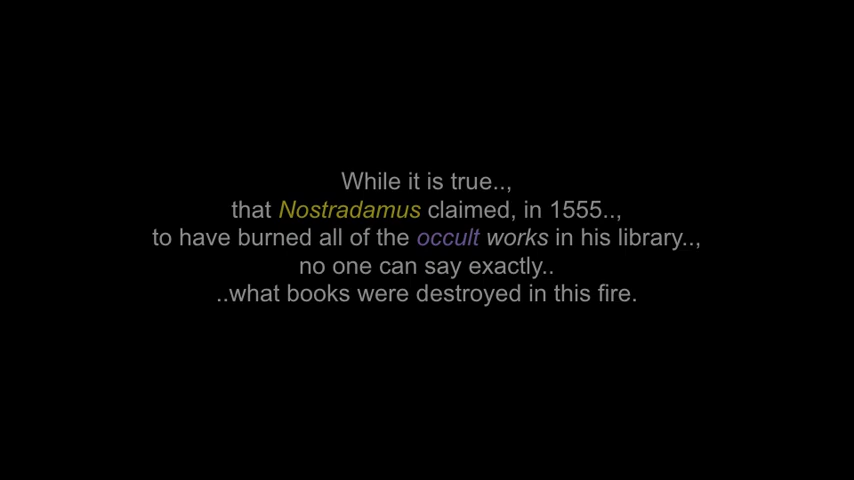 While it is true..,
that Nostradamus claimed, in 1555..,
to have burned all of the occult works in his library..,
no one can say exactly..
..what books were destroyed in this fire.